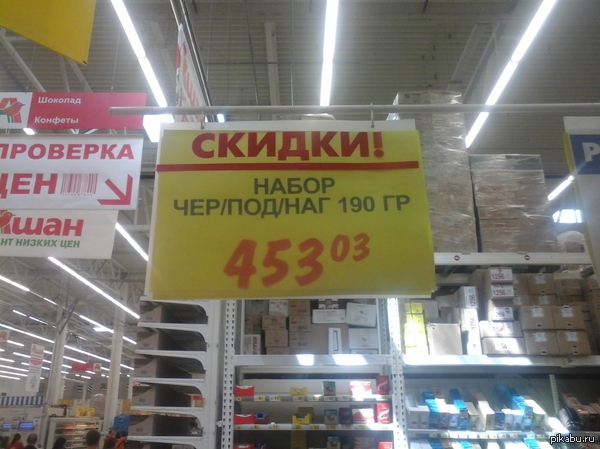 Шоколад
Конфеты
ПРОВЕРКА
ЦЕН
Ашан
НТ НИЗКИХ ЦЕН
СКИДКИ!
НАБОР
ЧЕР/ПОД/НАГ 190 ГР
453 03
pikabu.ru